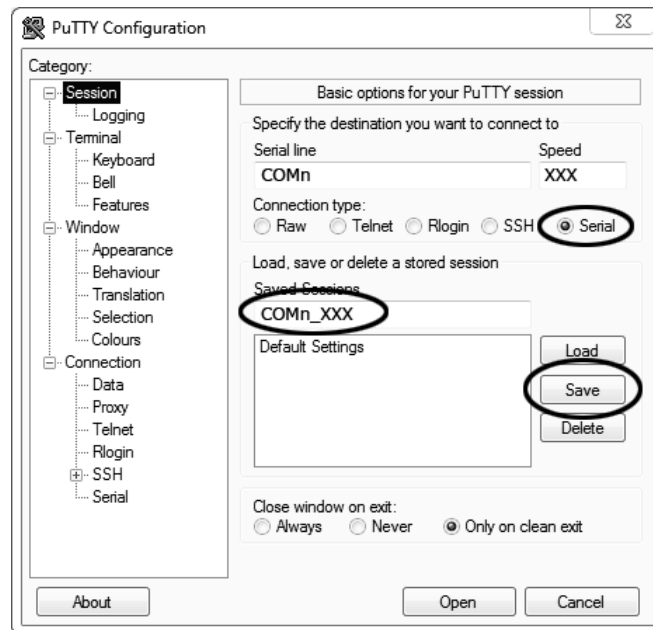 PuTTY Configuration
Category:
Session
Logging
Terminal
Keyboard
Bell
Features
Window
Appearance
Behaviour
Translation
Selection
Colours
Connection
Data
Proxy
Telnet
Rlogin
SSH
Serial
About
Basic options for your PuTTY session
Specify the destination you want to connect to
Serial line Speed
COMn XXX
Connection type:
Raw Telnet Rlogin SSH Serial
Load, save or delete a stored session
Saved Sessions
COMn_XXX
Default Settings
Load
Save
Delete
Close window on exit:
Always Never Only on clean exit
Open Cancel